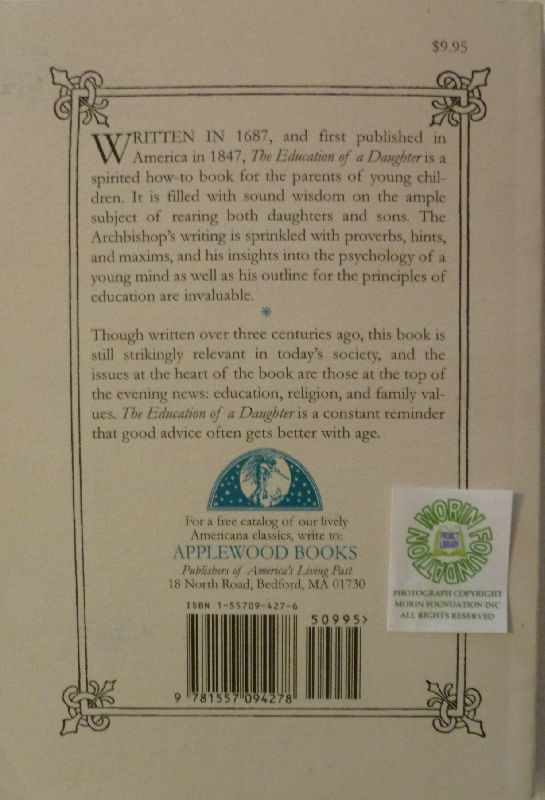 $9.95
WRITTEN IN 1687, and first published in
America in 1847, The Education of a Daughter is a
spirited how-to book for the parents of young chil-
dren. It is filled with sound wisdom on the ample
subject of rearing both daughters and sons. The
Archbishop's writing is sprinkled with proverbs, hints,
and maxims, and his insights into the psychology of a
young mind as well as his outline for the principles of
education are invaluable.
Though written over three centuries ago, this book is
still strikingly relevant in today's society, and the
issues at the heart of the book are those at the top of
the evening news: education, religion, and family val-
ues. The Education of a Daughter is a constant reminder
that good advice often gets better with age.
For a free catalog of our lively
Americana classics, write to:
APPLEWOOD BOOKS
Publishers of America's Living Past
18 North Road, Bedford, MA 01730
ISBN 1-55709-427-6
50995>
9 781557 094278
MORIN FOUNDATION
PROJECT
LIBRARY
PHOTOGRAPH COPYRIGHT
MORIN FOUNDATION INC
ALL RIGHTS RESERVED